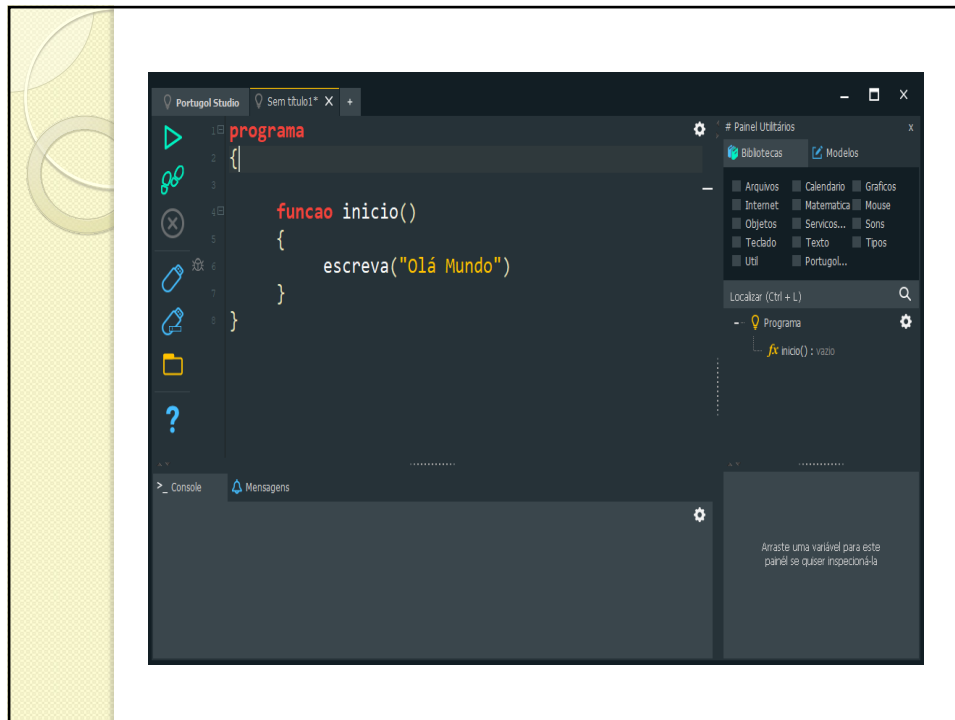 Portugol Studio Sem título1* X +
1 programa
2 {
3
4 funcao inicio()
5 {
6 escreva("Olá Mundo")
7 }
8 }
# Painel Utilitários x
Bibliotecas Modelos
Arquivos Calendario Graficos
Internet Matematica Mouse
Objetos Servicos... Sons
Teclado Texto Tipos
Util Portugol...
Localizar (Ctrl + L)
Programa
fx inicio() : vazio
?
>_ Console Mensagens
Arraste uma variável para este
painél se quiser inspecioná-la